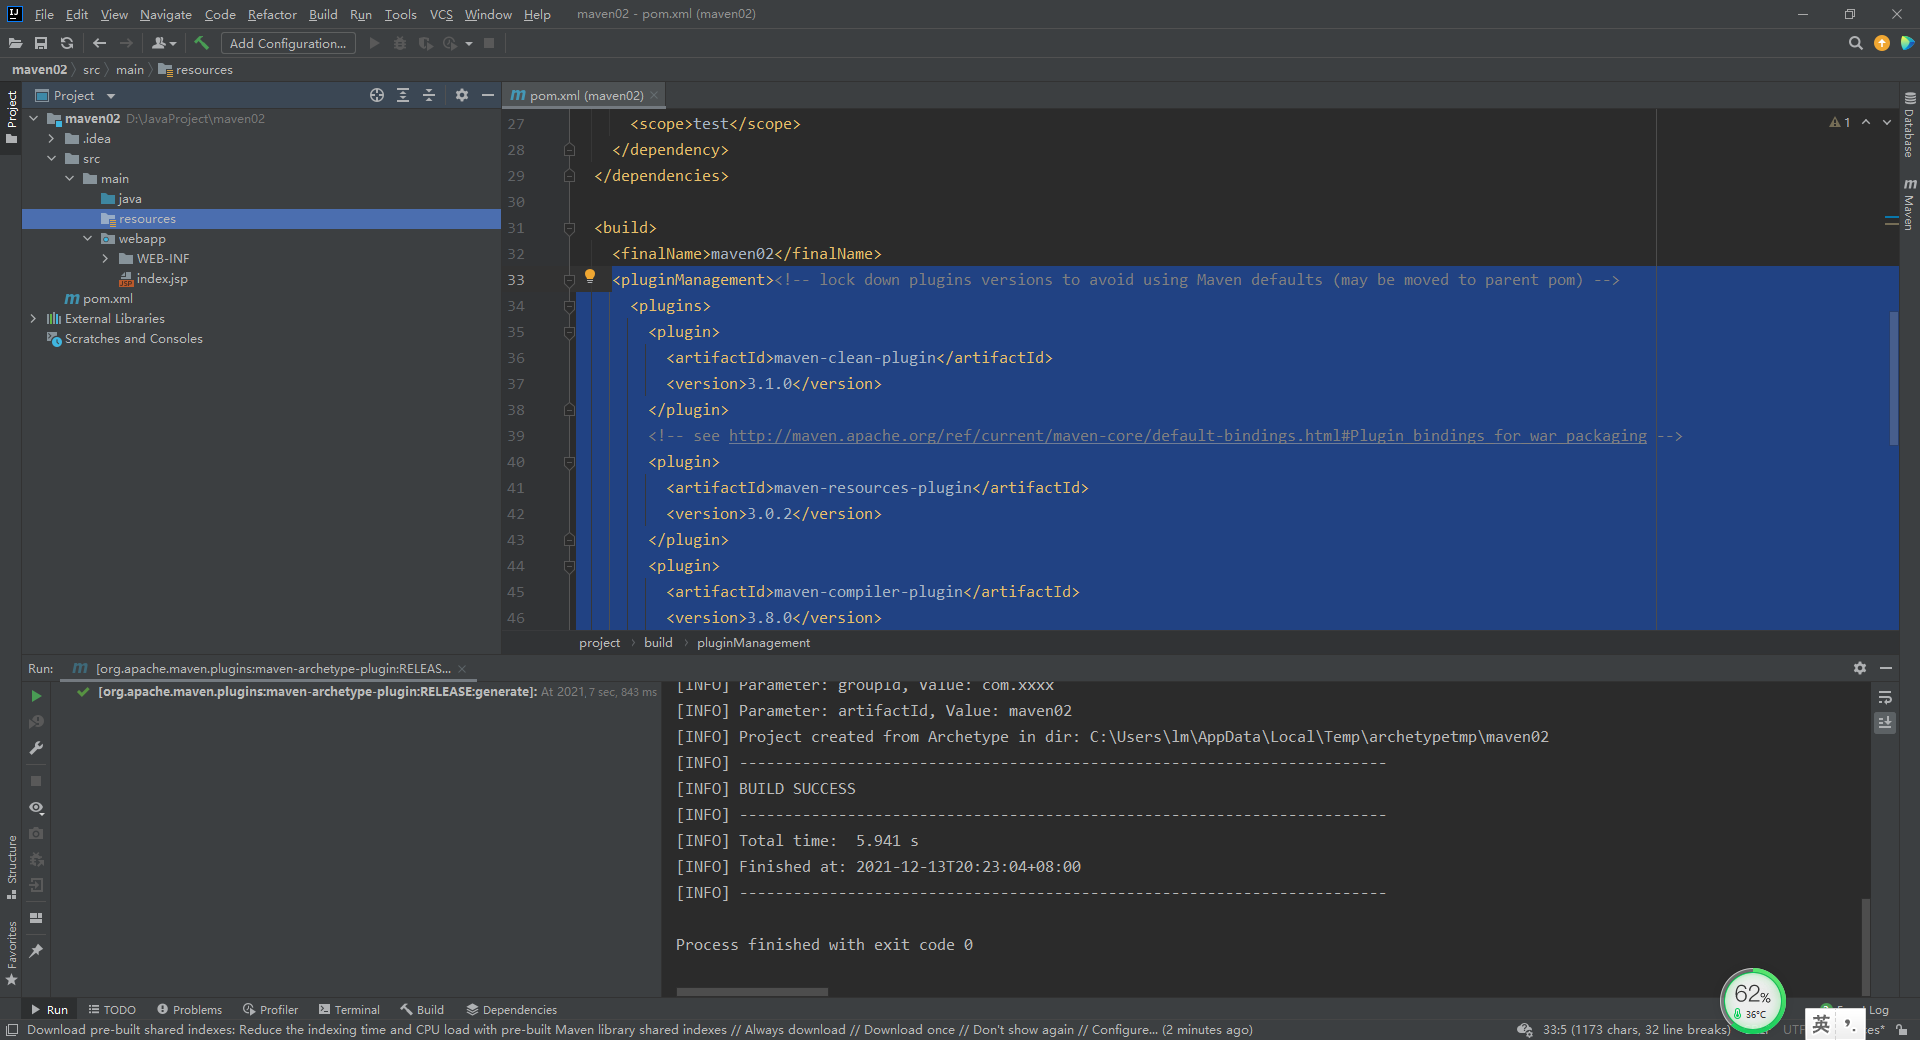 File Edit View Navigate Code Refactor Build Run Tools VCS Window Help maven02 - pom.xml (maven02)
Add Configuration...
maven02 src main resources
Project
pom.xml (maven02)
Project
maven02 D:\JavaProject\maven02
.idea
src
main
java
resources
webapp
WEB-INF
index.jsp
pom.xml
External Libraries
Scratches and Consoles
27 <scope>test</scope>
28 </dependency>
29 </dependencies>
30
31 <build>
32 <finalName>maven02</finalName>
33 <pluginManagement><!-- lock down plugins versions to avoid using Maven defaults (may be moved to parent pom) -->
34 <plugins>
35 <plugin>
36 <artifactId>maven-clean-plugin</artifactId>
37 <version>3.1.0</version>
38 </plugin>
39 <!-- see http://maven.apache.org/ref/current/maven-core/default-bindings.html#Plugin_bindings_for_war_packaging -->
40 <plugin>
41 <artifactId>maven-resources-plugin</artifactId>
42 <version>3.0.2</version>
43 </plugin>
44 <plugin>
45 <artifactId>maven-compiler-plugin</artifactId>
46 <version>3.8.0</version>
1
Database
Maven
project build pluginManagement
Run: [org.apache.maven.plugins:maven-archetype-plugin:RELEAS...
[org.apache.maven.plugins:maven-archetype-plugin:RELEASE:generate]: At 2021, 7 sec, 843 ms
[INFO] Parameter: groupId, Value: com.xxxx
[INFO] Parameter: artifactId, Value: maven02
[INFO] Project created from Archetype in dir: C:\Users\lm\AppData\Local\Temp\archetypetmp\maven02
[INFO] ------------------------------------------------------------------------
[INFO] BUILD SUCCESS
[INFO] ------------------------------------------------------------------------
[INFO] Total time:  5.941 s
[INFO] Finished at: 2021-12-13T20:23:04+08:00
[INFO] ------------------------------------------------------------------------
Process finished with exit code 0
Structure
Favorites
62%
36°C
Run TODO Problems Profiler Terminal Build Dependencies Log
Download pre-built shared indexes: Reduce the indexing time and CPU load with pre-built Maven library shared indexes // Always download // Download once // Don't show again // Configure... (2 minutes ago) 33:5 (1173 chars, 32 line breaks)
英